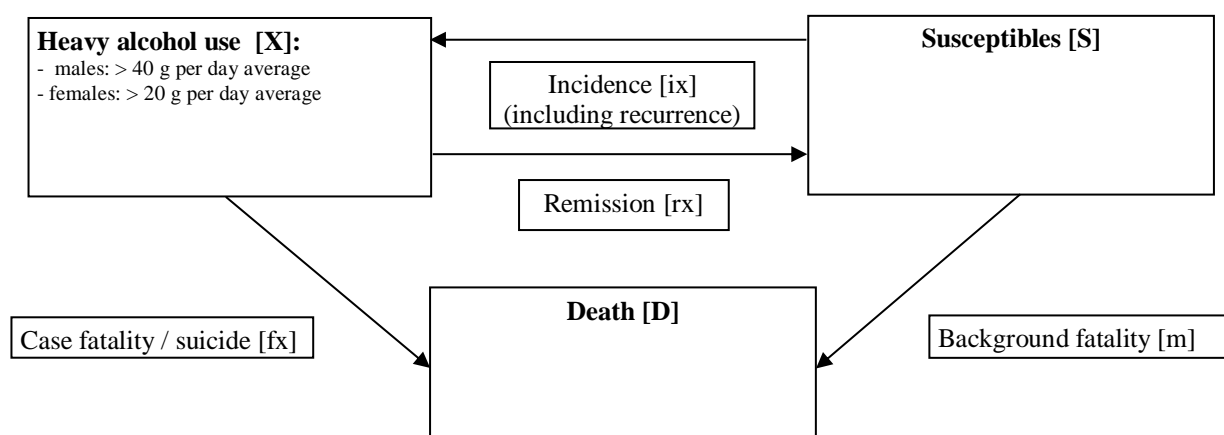 Heavy alcohol use [X]:
- males: > 40 g per day average
- females: > 20 g per day average
Susceptibles [S]
Incidence [ix]
(including recurrence)
Remission [rx]
Death [D]
Case fatality / suicide [fx]
Background fatality [m]